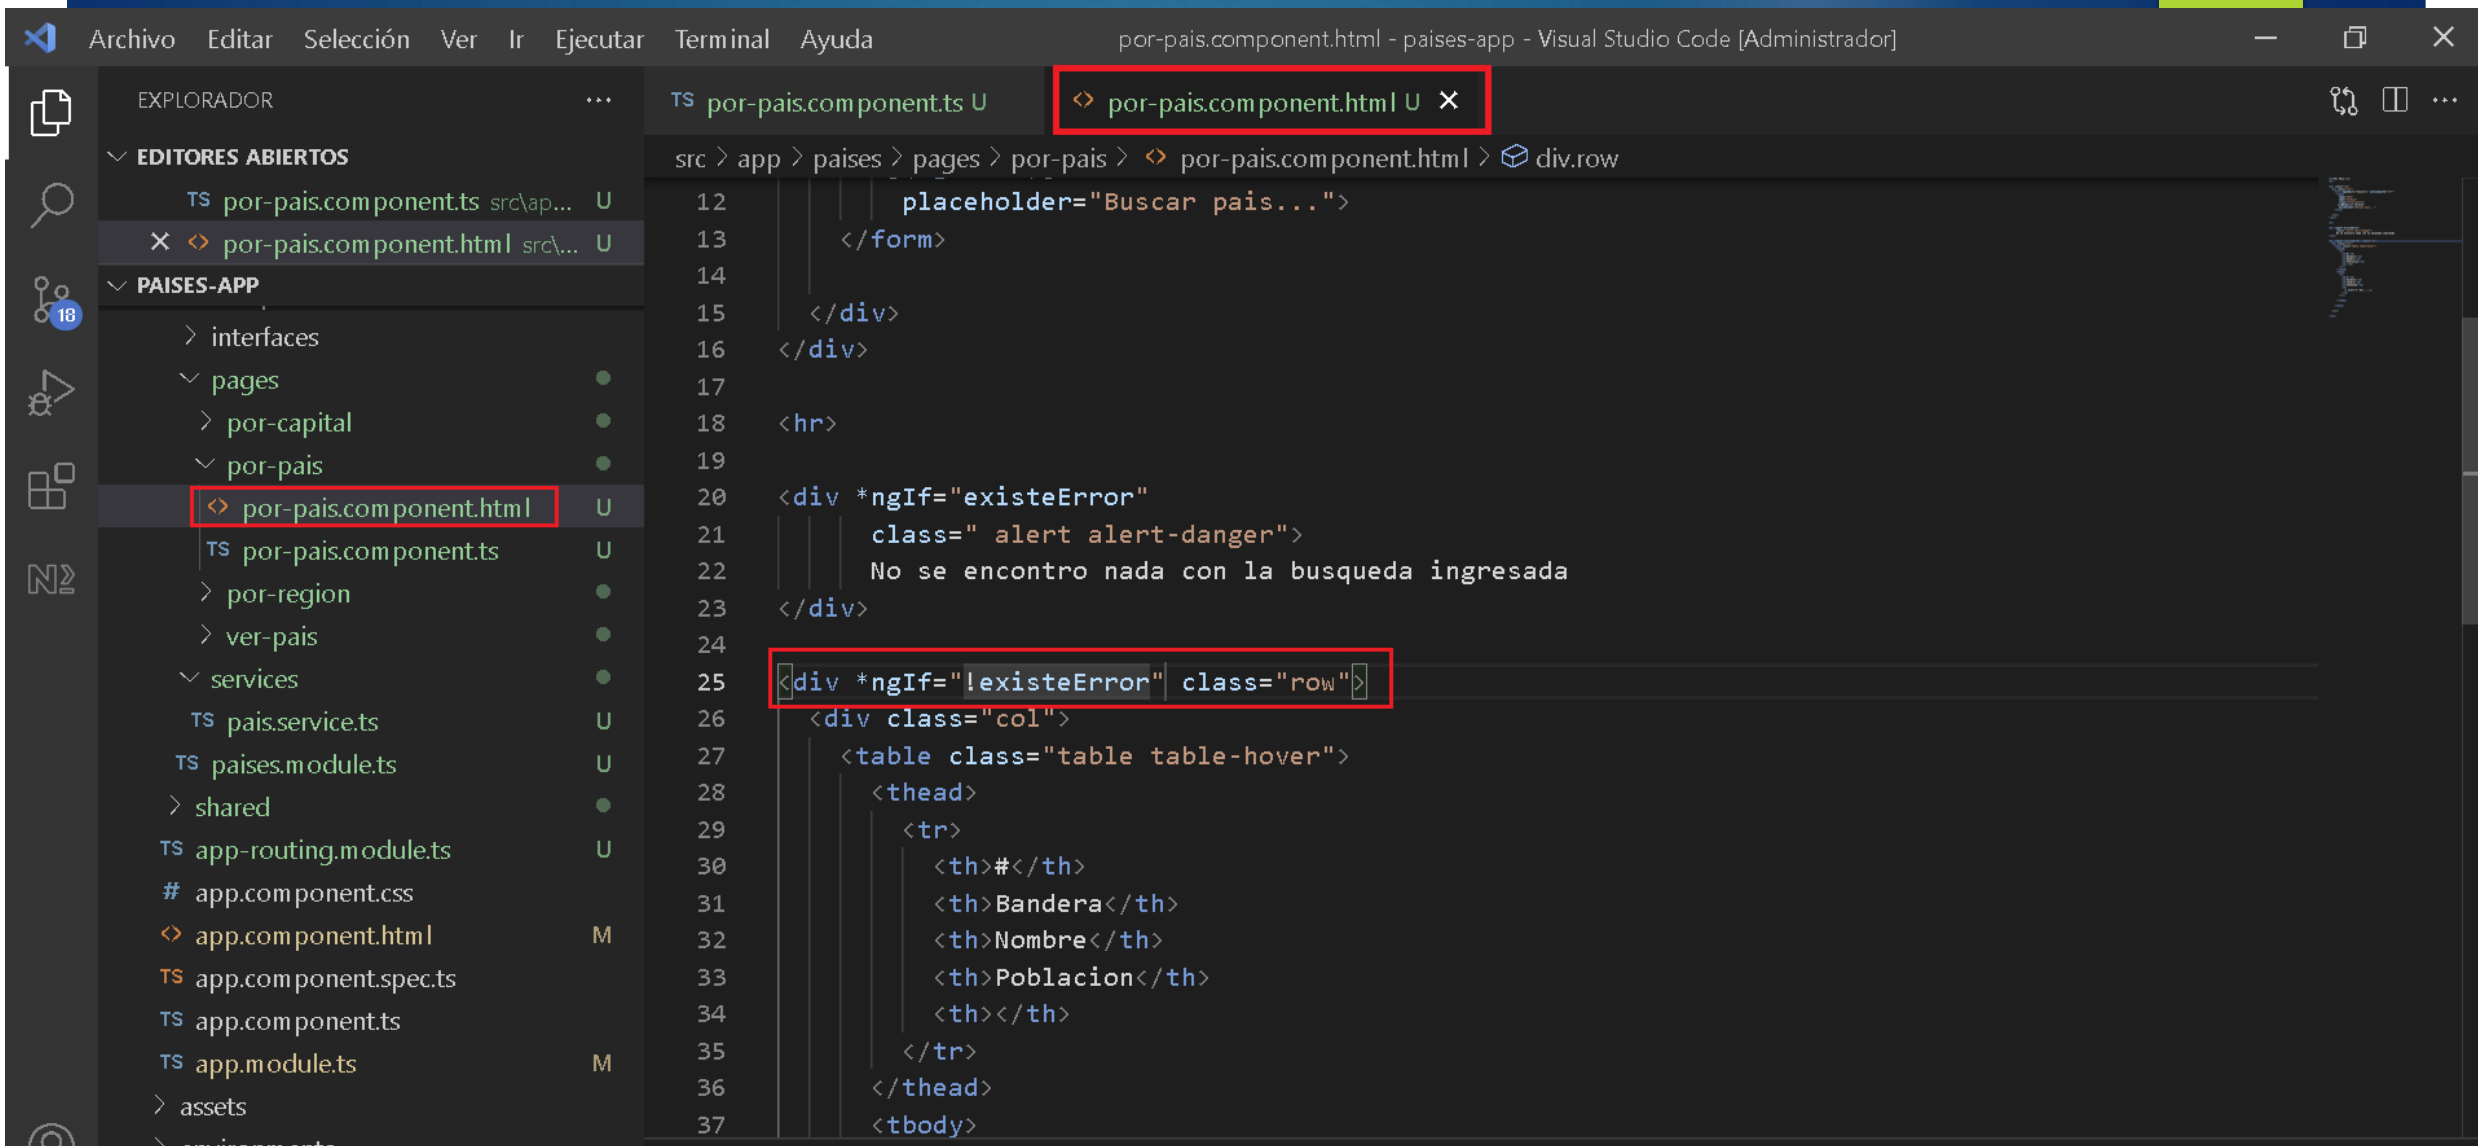 Archivo Editar Selección Ver Ir Ejecutar Terminal Ayuda por-pais.component.html - paises-app - Visual Studio Code [Administrador]
EXPLORADOR ...
EDITORES ABIERTOS
TS por-pais.component.ts src\ap... U
<> por-pais.component.html src\... U
PAISES-APP
18
interfaces
pages
por-capital
por-pais
<> por-pais.component.html U
TS por-pais.component.ts U
por-region
ver-pais
services
TS pais.service.ts U
TS paises.module.ts U
shared
TS app-routing.module.ts U
# app.component.css
<> app.component.html M
TS app.component.spec.ts
TS app.component.ts
TS app.module.ts M
assets
TS por-pais.component.ts U <> por-pais.component.html U
src > app > paises > pages > por-pais > <> por-pais.component.html > div.row
12 placeholder="Buscar pais...">
13 </form>
14
15 </div>
16 </div>
17
18 <hr>
19
20 <div *ngIf="existeError"
21 class=" alert alert-danger">
22 No se encontro nada con la busqueda ingresada
23 </div>
24
25 <div *ngIf="!existeError" class="row">
26 <div class="col">
27 <table class="table table-hover">
28 <thead>
29 <tr>
30 <th>#</th>
31 <th>Bandera</th>
32 <th>Nombre</th>
33 <th>Poblacion</th>
34 <th></th>
35 </tr>
36 </thead>
37 <tbody>